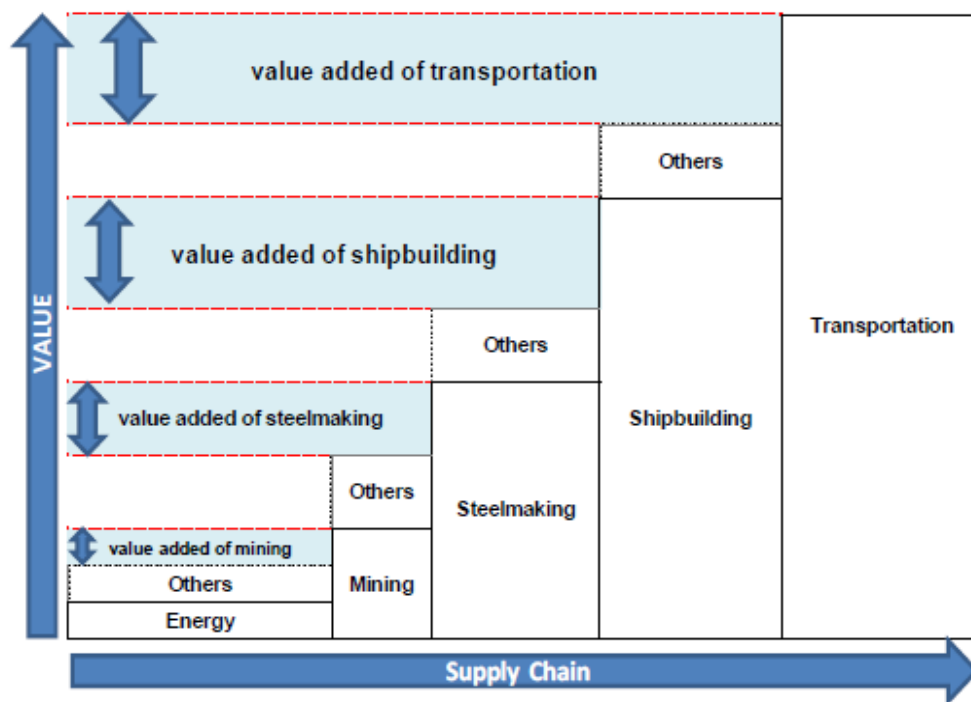 value added of transportation
Others
value added of shipbuilding
Others
Transportation
VALUE
value added of steelmaking
Shipbuilding
Others
Steelmaking
value added of mining
Others
Mining
Energy
Supply Chain